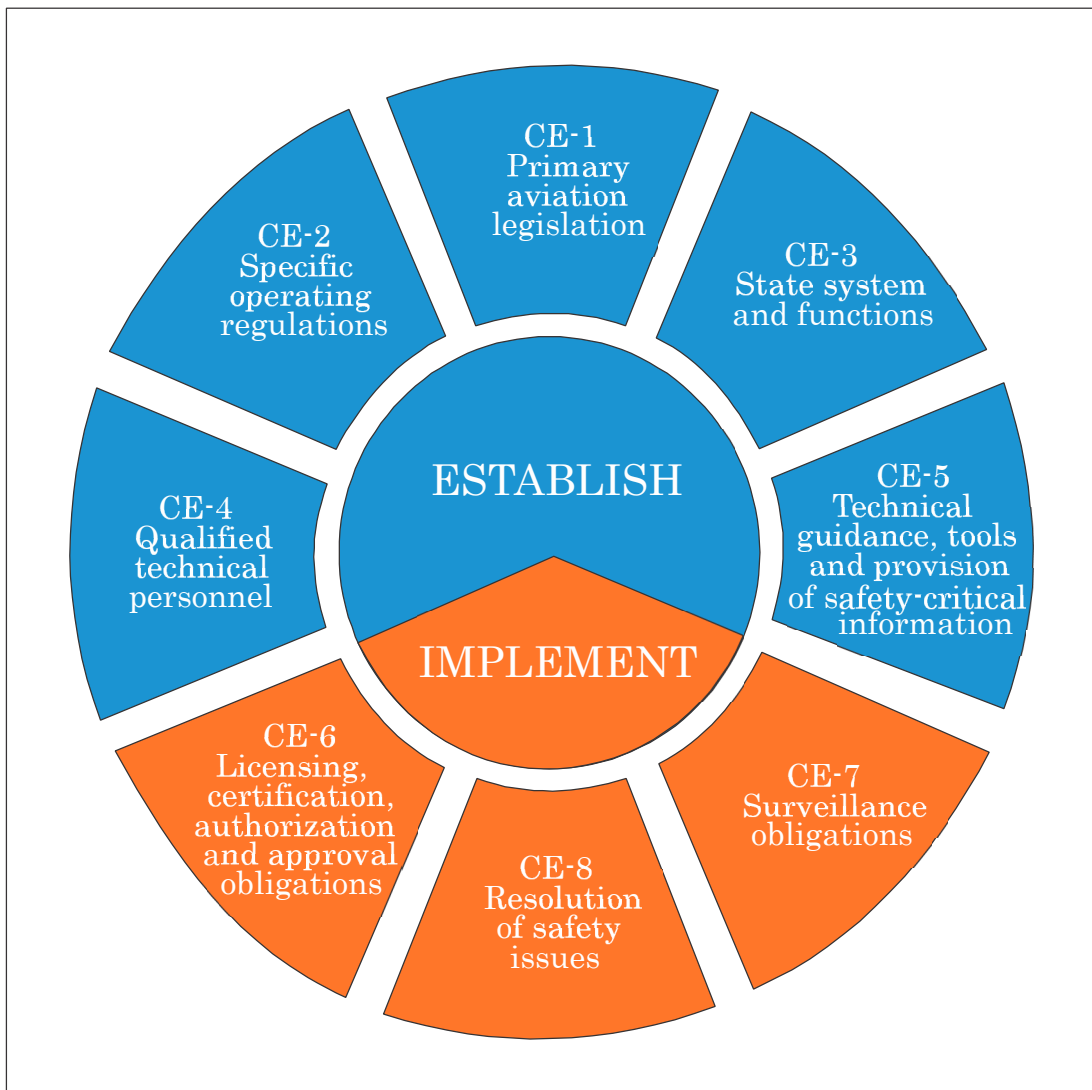 CE-1
Primary
aviation
legislation
CE-2
Specific
operating
regulations
CE-3
State system
and functions
CE-4
Qualified
technical
personnel
ESTABLISH
CE-5
Technical
guidance, tools
and provision
of safety-critical
information
IMPLEMENT
CE-6
Licensing,
certification,
authorization
and approval
obligations
CE-7
Surveillance
obligations
CE-8
Resolution
of safety
issues